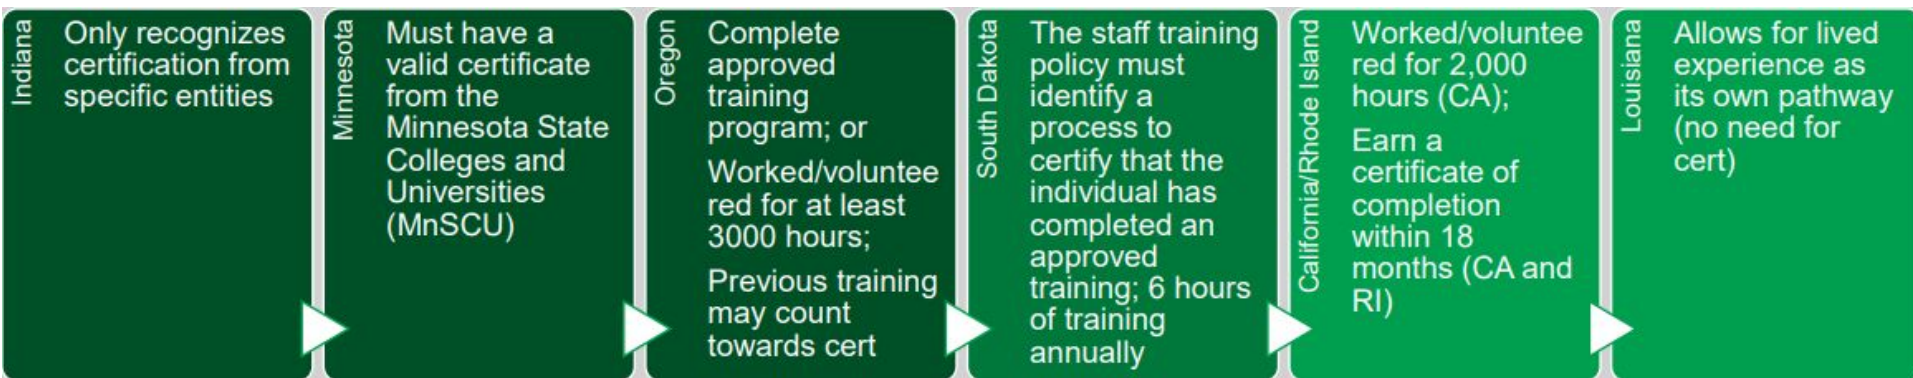 Indiana
Only recognizes
certification from
specific entities
Minnesota
Must have a
valid certificate
from the
Minnesota State
Colleges and
Universities
(MnSCU)
Oregon
Complete
approved
training
program; or
Worked/voluntee
red for at least
3000 hours;
Previous training
may count
towards cert
South Dakota
The staff training
policy must
identify a
process to
certify that the
individual has
completed an
approved
training; 6 hours
of training
annually
California/Rhode Island
Worked/voluntee
red for 2,000
hours (CA);
Earn a
certificate of
completion
within 18
months (CA and
RI)
Louisiana
Allows for lived
experience as
its own pathway
(no need for
cert)